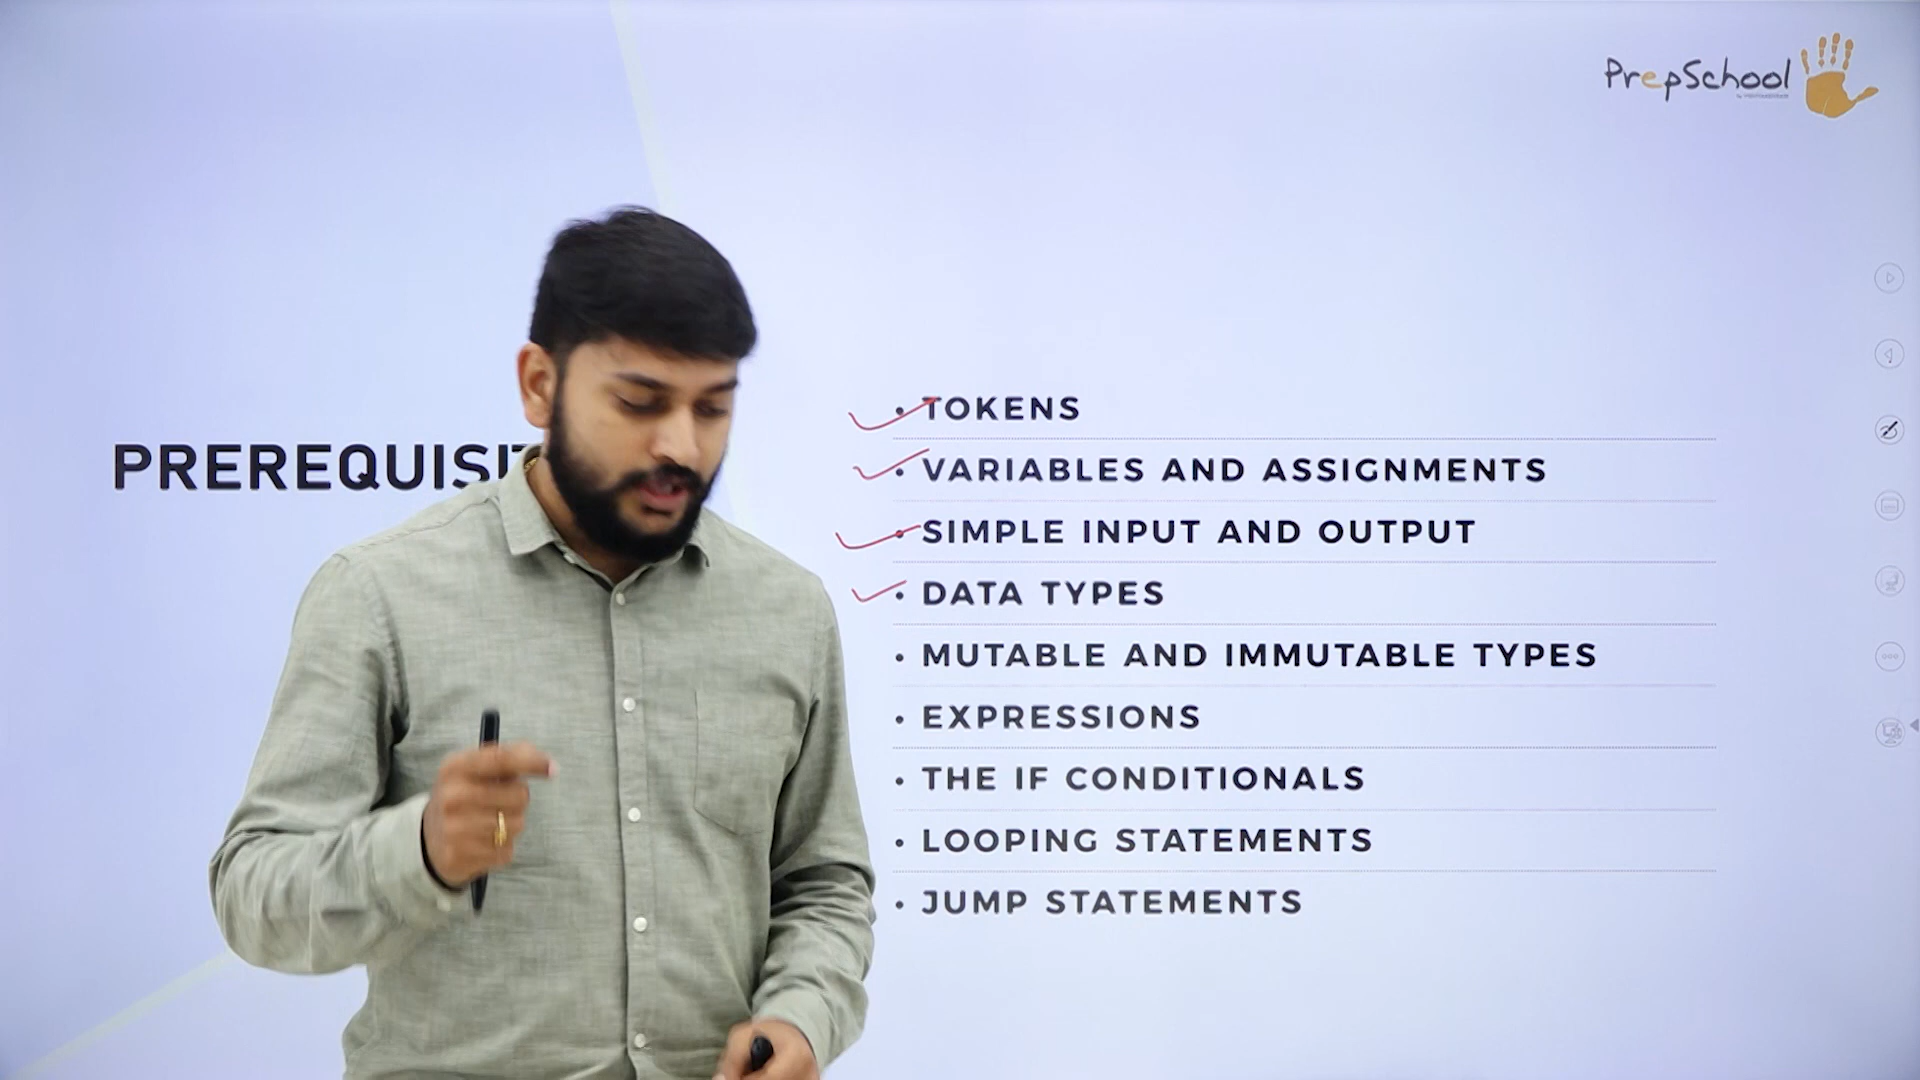 PrepSchool
PREREQUISI
• TOKENS
• VARIABLES AND ASSIGNMENTS
• SIMPLE INPUT AND OUTPUT
• DATA TYPES
• MUTABLE AND IMMUTABLE TYPES
• EXPRESSIONS
• THE IF CONDITIONALS
• LOOPING STATEMENTS
• JUMP STATEMENTS